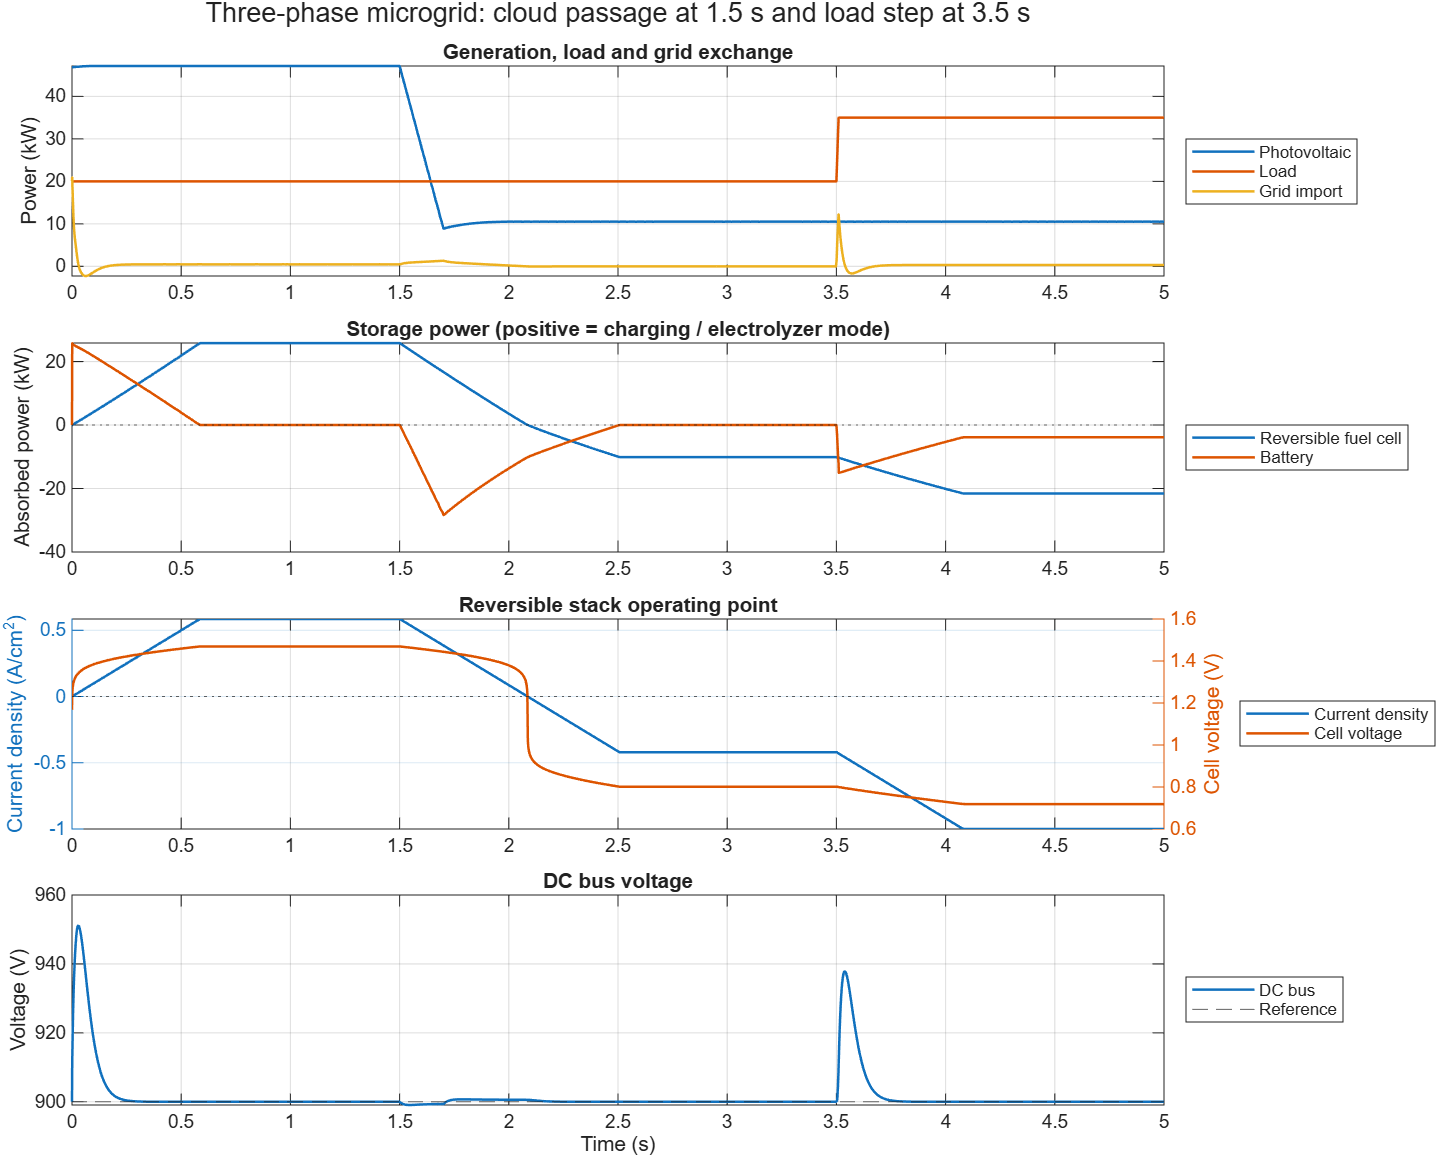 Three-phase microgrid: cloud passage at 1.5 s and load step at 3.5 s
Generation, load and grid exchange
Power (kW)
40
30
20
10
0
0 0.5 1 1.5 2 2.5 3 3.5 4 4.5 5
Photovoltaic
Load
Grid import
Storage power (positive = charging / electrolyzer mode)
Absorbed power (kW)
20
0
-20
-40
0 0.5 1 1.5 2 2.5 3 3.5 4 4.5 5
Reversible fuel cell
Battery
Reversible stack operating point
Current density (A/cm²)
0.5
0
-0.5
-1
0 0.5 1 1.5 2 2.5 3 3.5 4 4.5 5
1.6
1.4
1.2
1
0.8
0.6
Cell voltage (V)
Current density
Cell voltage
DC bus voltage
Voltage (V)
960
940
920
900
0 0.5 1 1.5 2 2.5 3 3.5 4 4.5 5
Time (s)
DC bus
Reference